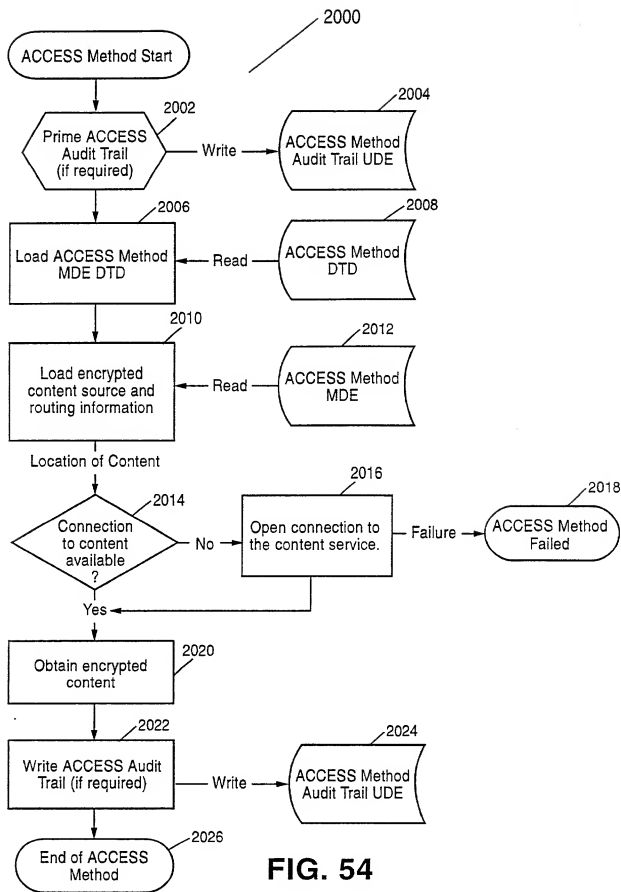 2000
ACCESS Method Start
2002
Prime ACCESS
Audit Trail
(if required)
Write
2004
ACCESS Method
Audit Trail UDE
2006
Load ACCESS Method
MDE DTD
Read
2008
ACCESS Method
DTD
2010
Load encrypted
content source and
routing information
Read
2012
ACCESS Method
MDE
Location of Content
2014
Connection
to content
available
?
No
2016
Open connection to
the content service.
Failure
2018
ACCESS Method
Failed
Yes
2020
Obtain encrypted
content
2022
Write ACCESS Audit
Trail (if required)
Write
2024
ACCESS Method
Audit Trail UDE
2026
End of ACCESS
Method
FIG. 54